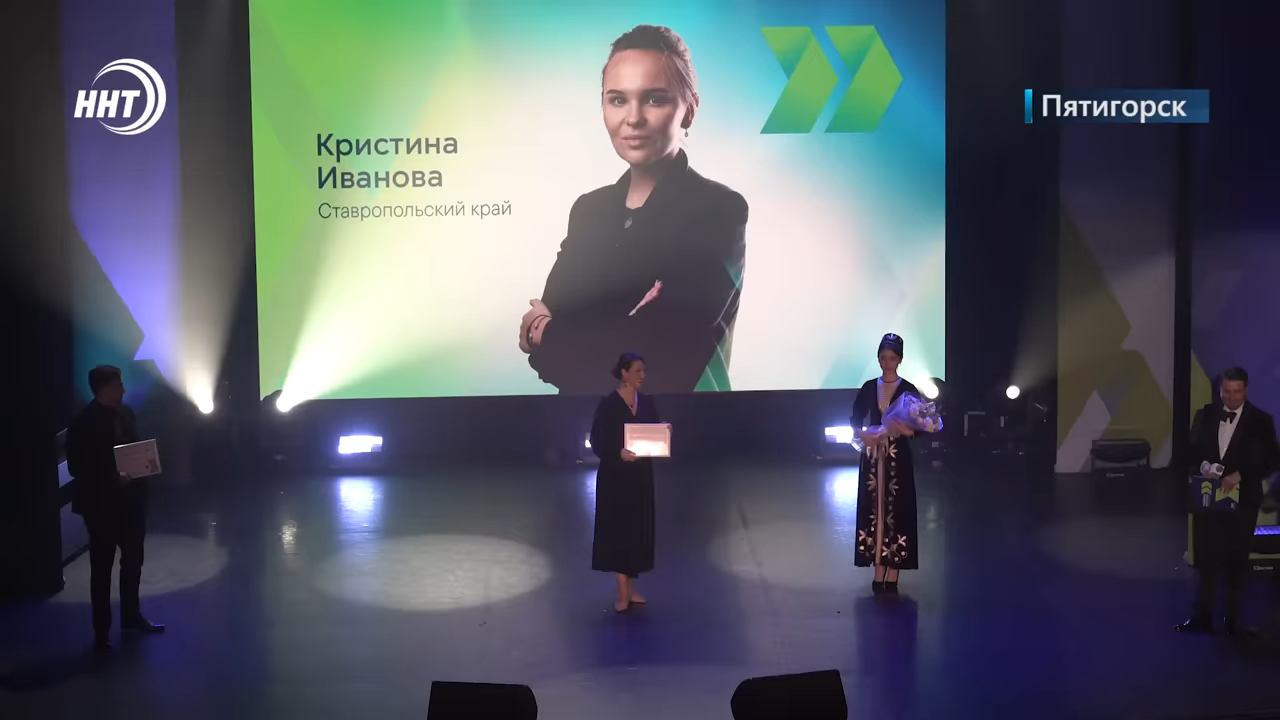 ННТ
Пятигорск
Кристина
Иванова
Ставропольский край